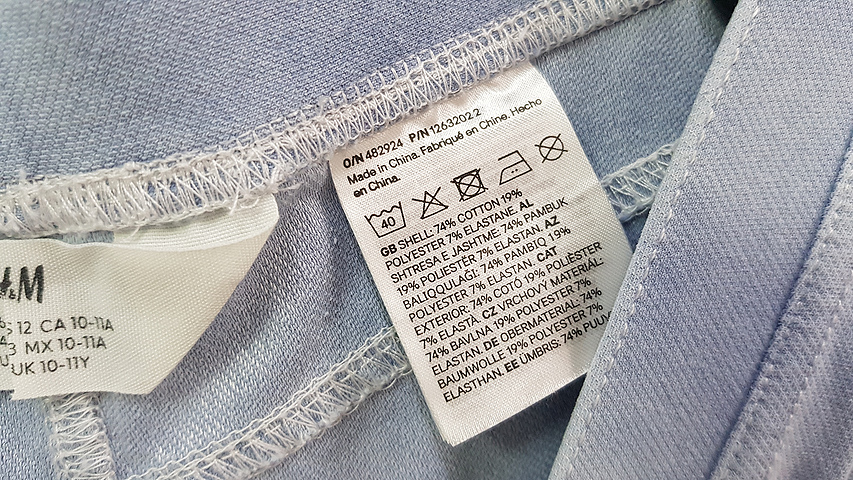 O/N 482924 P/N 1263202.2
Made in China. Fabriqué en Chine. Hecho
en China.
40
GB SHELL: 74% COTTON 19%
POLYESTER 7% ELASTANE. AL
SHTRESA E JASHTME: 74% PAMBUK
19% POLIESTËR 7% ELASTAN. AZ
BALIQQULAĞI: 74% PAMBIQ 19%
POLYESTER 7% ELASTAN. CAT
EXTERIOR: 74% COTÓ 19% POLIÈSTER
7% ELASTÀ. CZ VRCHOVÝ MATERIÁL:
74% BAVLNA 19% POLYESTER 7%
ELASTAN. DE OBERMATERIAL: 74%
BAUMWOLLE 19% POLYESTER 7%
ELASTHAN. EE ÜMBRIS: 74% PUUV
H&M
S 12 CA 10-11A
3 MX 10-11A
UK 10-11Y